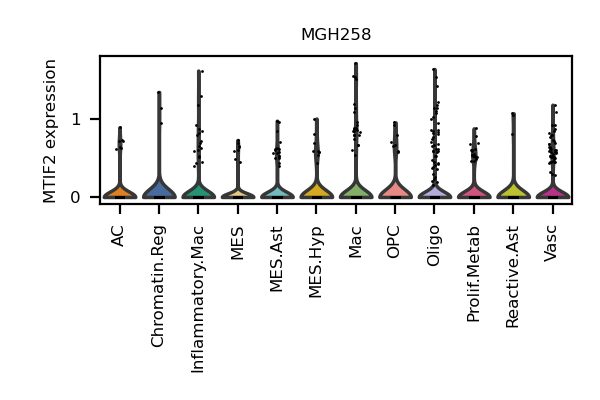 MGH258
MTIF2 expression
1
0
AC
Chromatin.Reg
Inflammatory.Mac
MES
MES.Ast
MES.Hyp
Mac
OPC
Oligo
Prolif.Metab
Reactive.Ast
Vasc